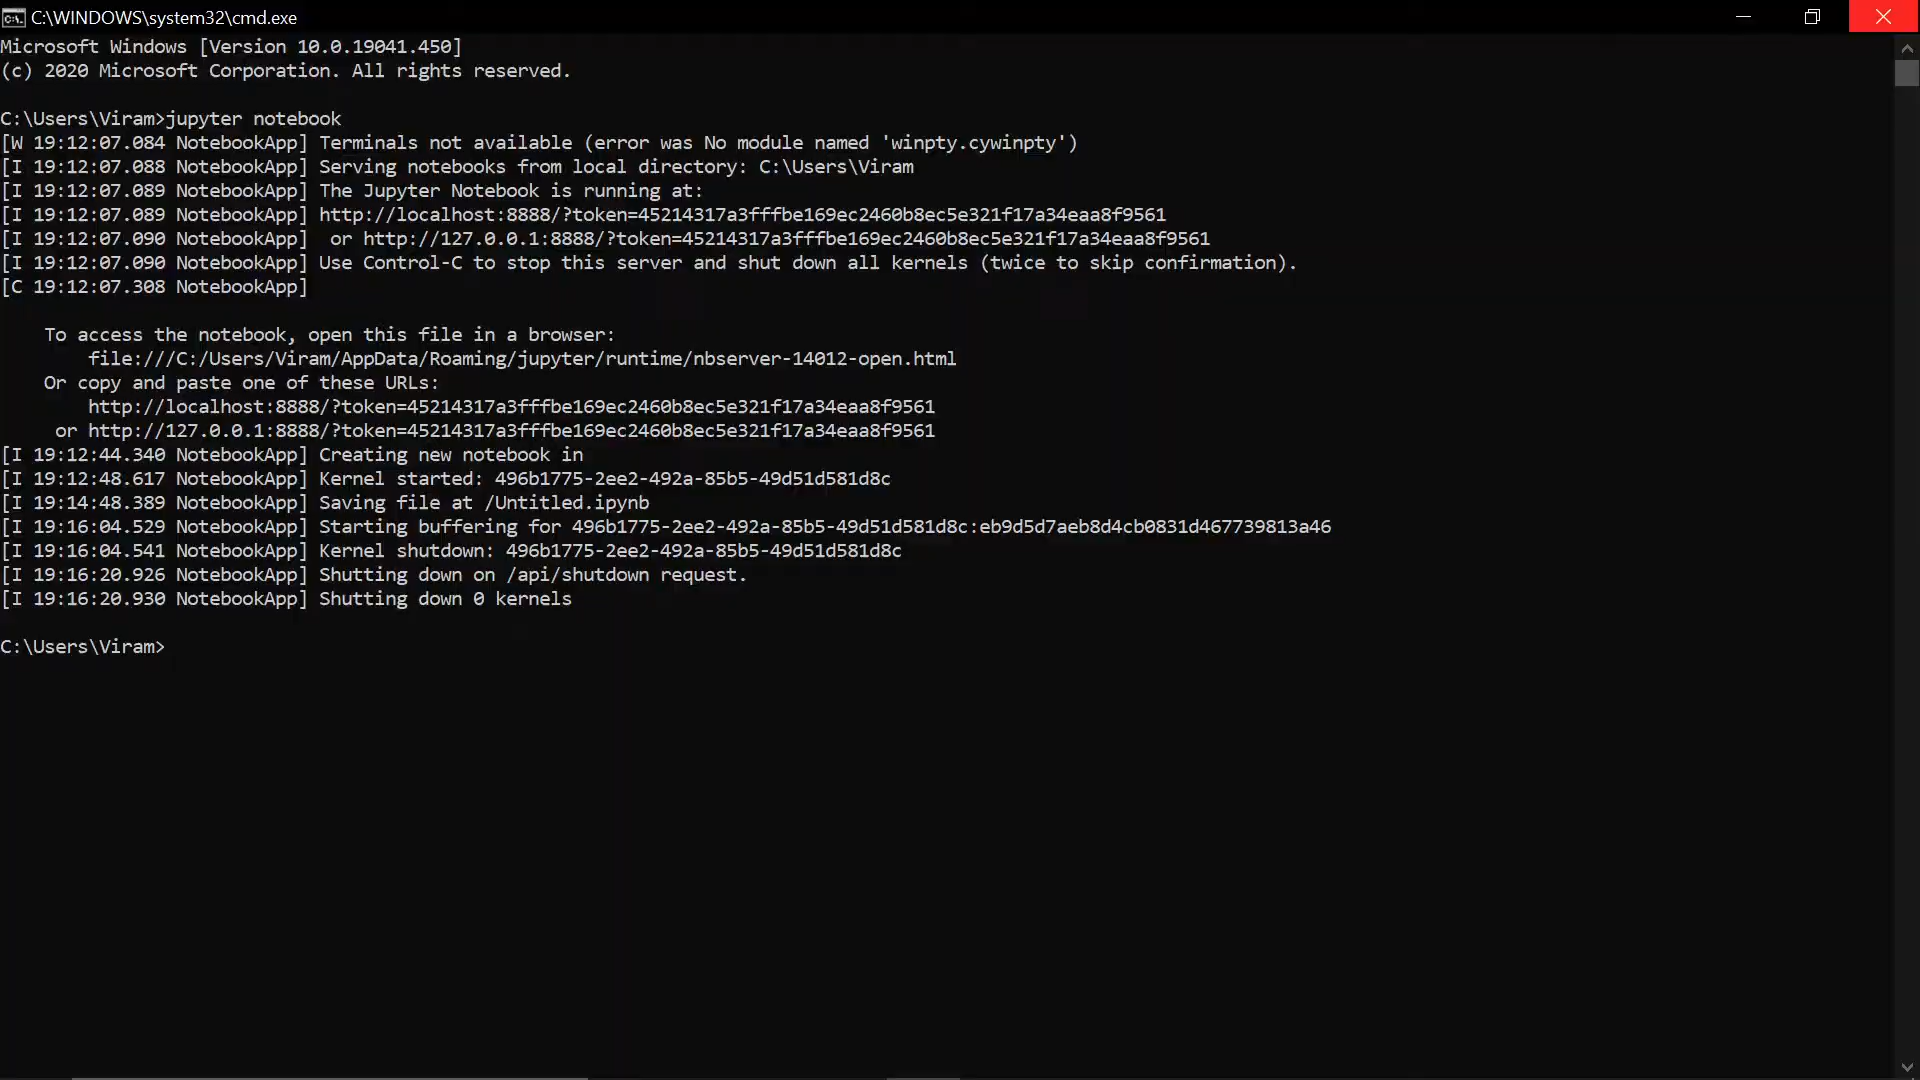 C:\WINDOWS\system32\cmd.exe
Microsoft Windows [Version 10.0.19041.450]
(c) 2020 Microsoft Corporation. All rights reserved.
C:\Users\Viram>jupyter notebook
[W 19:12:07.084 NotebookApp] Terminals not available (error was No module named 'winpty.cywinpty')
[I 19:12:07.088 NotebookApp] Serving notebooks from local directory: C:\Users\Viram
[I 19:12:07.089 NotebookApp] The Jupyter Notebook is running at:
[I 19:12:07.089 NotebookApp] http://localhost:8888/?token=45214317a3fffbe169ec2460b8ec5e321f17a34eaa8f9561
[I 19:12:07.090 NotebookApp]  or http://127.0.0.1:8888/?token=45214317a3fffbe169ec2460b8ec5e321f17a34eaa8f9561
[I 19:12:07.090 NotebookApp] Use Control-C to stop this server and shut down all kernels (twice to skip confirmation).
[C 19:12:07.308 NotebookApp]
To access the notebook, open this file in a browser:
file:///C:/Users/Viram/AppData/Roaming/jupyter/runtime/nbserver-14012-open.html
Or copy and paste one of these URLs:
http://localhost:8888/?token=45214317a3fffbe169ec2460b8ec5e321f17a34eaa8f9561
or http://127.0.0.1:8888/?token=45214317a3fffbe169ec2460b8ec5e321f17a34eaa8f9561
[I 19:12:44.340 NotebookApp] Creating new notebook in
[I 19:12:48.617 NotebookApp] Kernel started: 496b1775-2ee2-492a-85b5-49d51d581d8c
[I 19:14:48.389 NotebookApp] Saving file at /Untitled.ipynb
[I 19:16:04.529 NotebookApp] Starting buffering for 496b1775-2ee2-492a-85b5-49d51d581d8c:eb9d5d7aeb8d4cb0831d467739813a46
[I 19:16:04.541 NotebookApp] Kernel shutdown: 496b1775-2ee2-492a-85b5-49d51d581d8c
[I 19:16:20.926 NotebookApp] Shutting down on /api/shutdown request.
[I 19:16:20.930 NotebookApp] Shutting down 0 kernels
C:\Users\Viram>